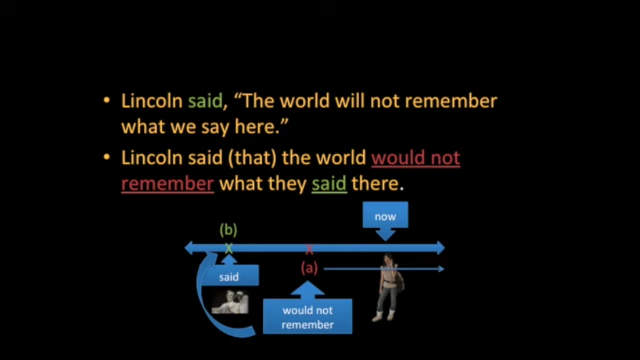 • Lincoln said, “The world will not remember
what we say here.”
• Lincoln said (that) the world would not
remember what they said there.
now
(b)
X
X
(a)
said
would not
remember